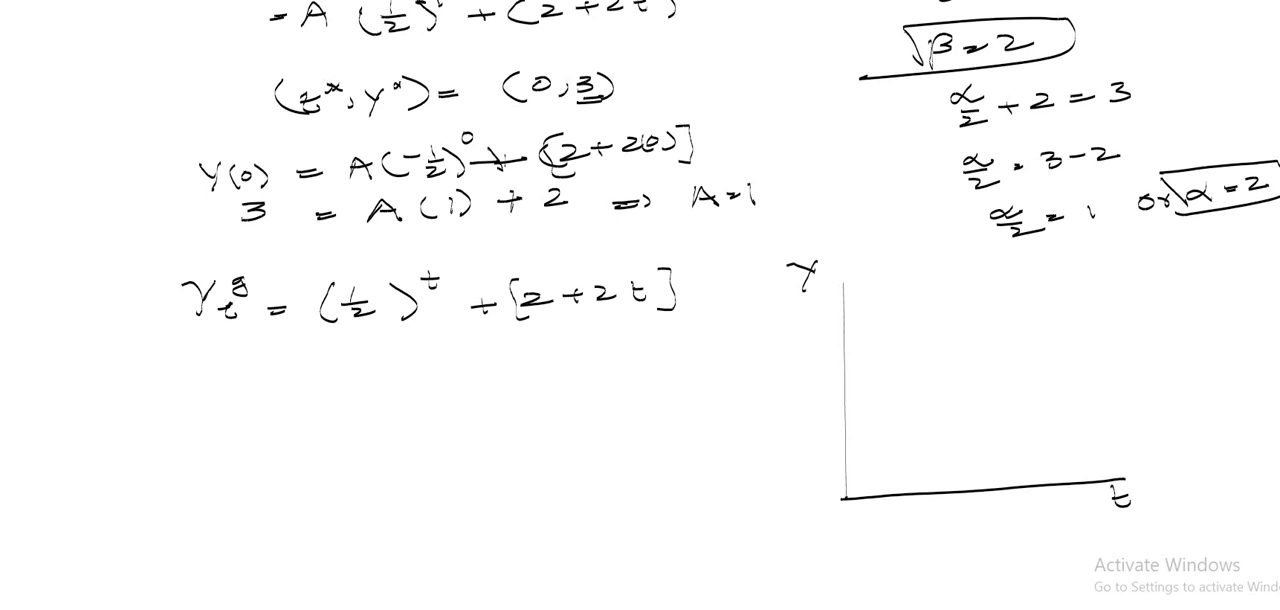 = A (1/2)^t + (2 + 2t)
(t*, y*) = (0, 3)
Y(0) = A(-1/2)^0 + [2 + 2(0)]
3 = A(1) + 2 => A = 1
Y_t^g = (1/2)^t + [2 + 2t]
β = 2
α/2 + 2 = 3
α/2 = 3 - 2
α/2 = 1 or α = 2
Y
t
Activate Windows
Go to Settings to activate Wind